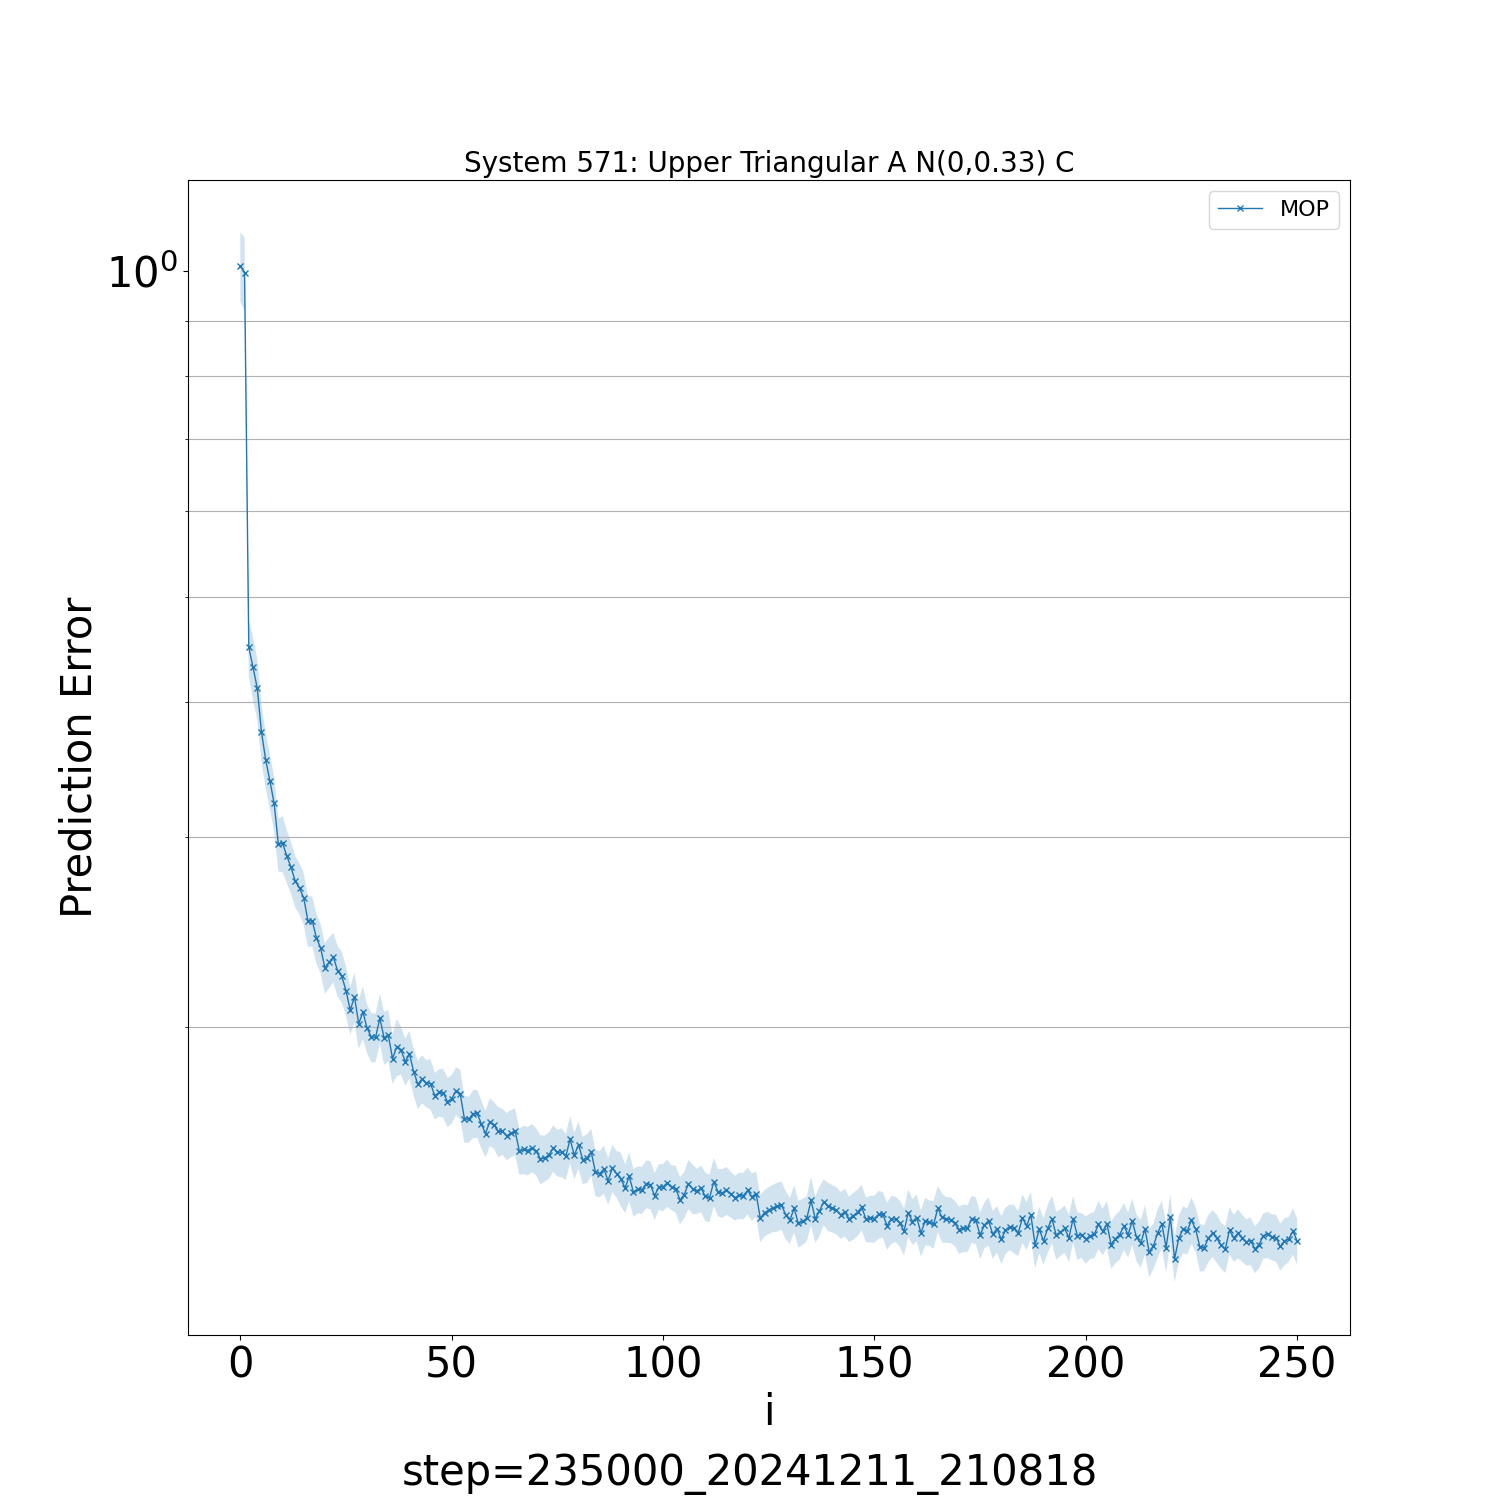 System 571: Upper Triangular A N(0,0.33) C
MOP
10⁰
Prediction Error
0 50 100 150 200 250
i
step=235000_20241211_210818